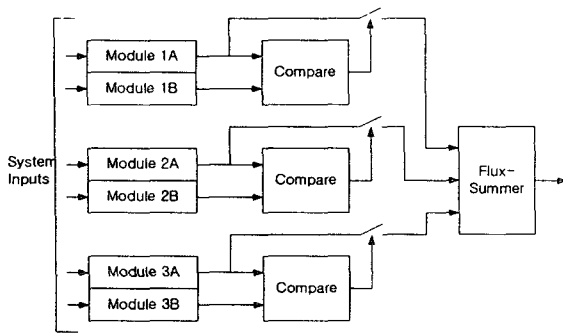 Module 1A
Module 1B
Compare
System
Inputs
Module 2A
Module 2B
Compare
Flux-
Summer
Module 3A
Module 3B
Compare